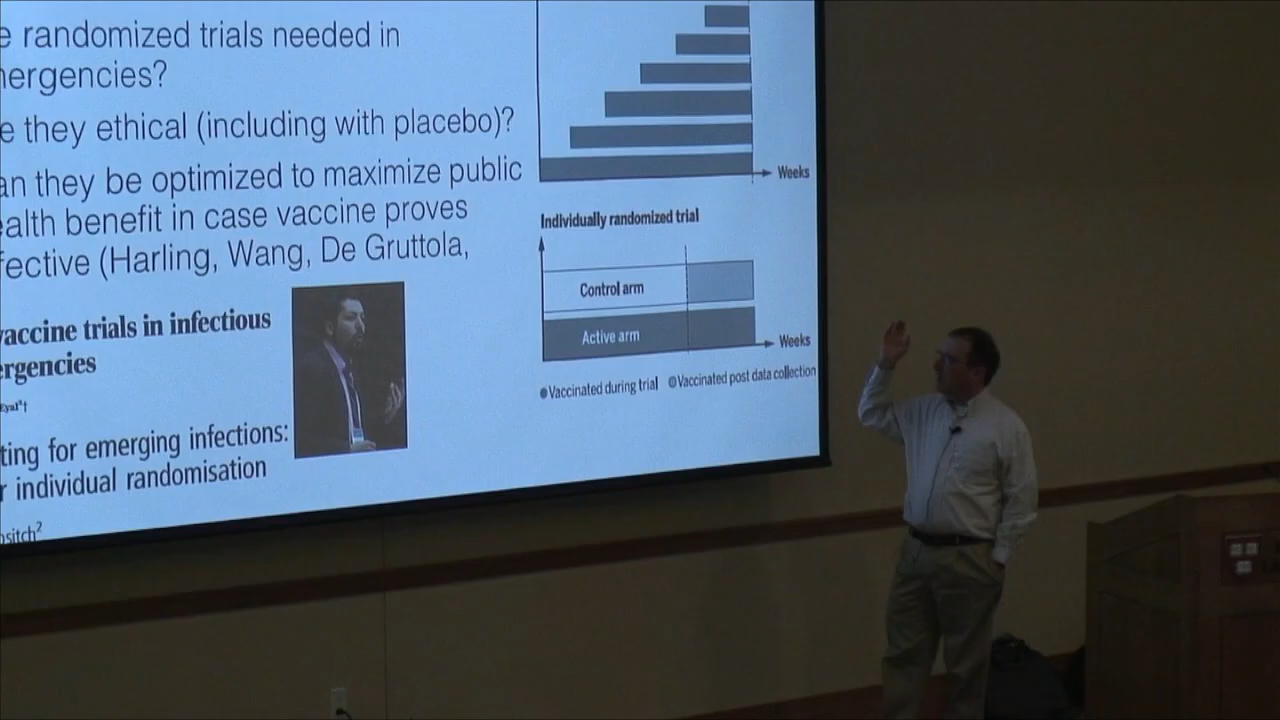 e randomized trials needed in
nergencies?
e they ethical (including with placebo)?
an they be optimized to maximize public
ealth benefit in case vaccine proves
fective (Harling, Wang, De Gruttola,
vaccine trials in infectious
ergencies
Eyal*†
ting for emerging infections:
r individual randomisation
ositch2
Weeks
Individually randomized trial
Control arm
Active arm
Weeks
Vaccinated during trial
Vaccinated post data collection